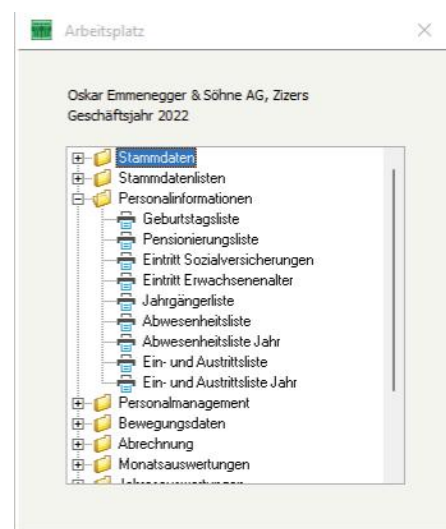 Arbeitsplatz
Oskar Emmenegger & Söhne AG, Zizers
Geschäftsjahr 2022
Stammdaten
Stammdatenlisten
Personalinformationen
Geburtstagsliste
Pensionierungsliste
Eintritt Sozialversicherungen
Eintritt Erwachsenenalter
Jahrgängerliste
Abwesenheitsliste
Abwesenheitsliste Jahr
Ein- und Austrittsliste
Ein- und Austrittsliste Jahr
Personalmanagement
Bewegungsdaten
Abrechnung
Monatsauswertungen